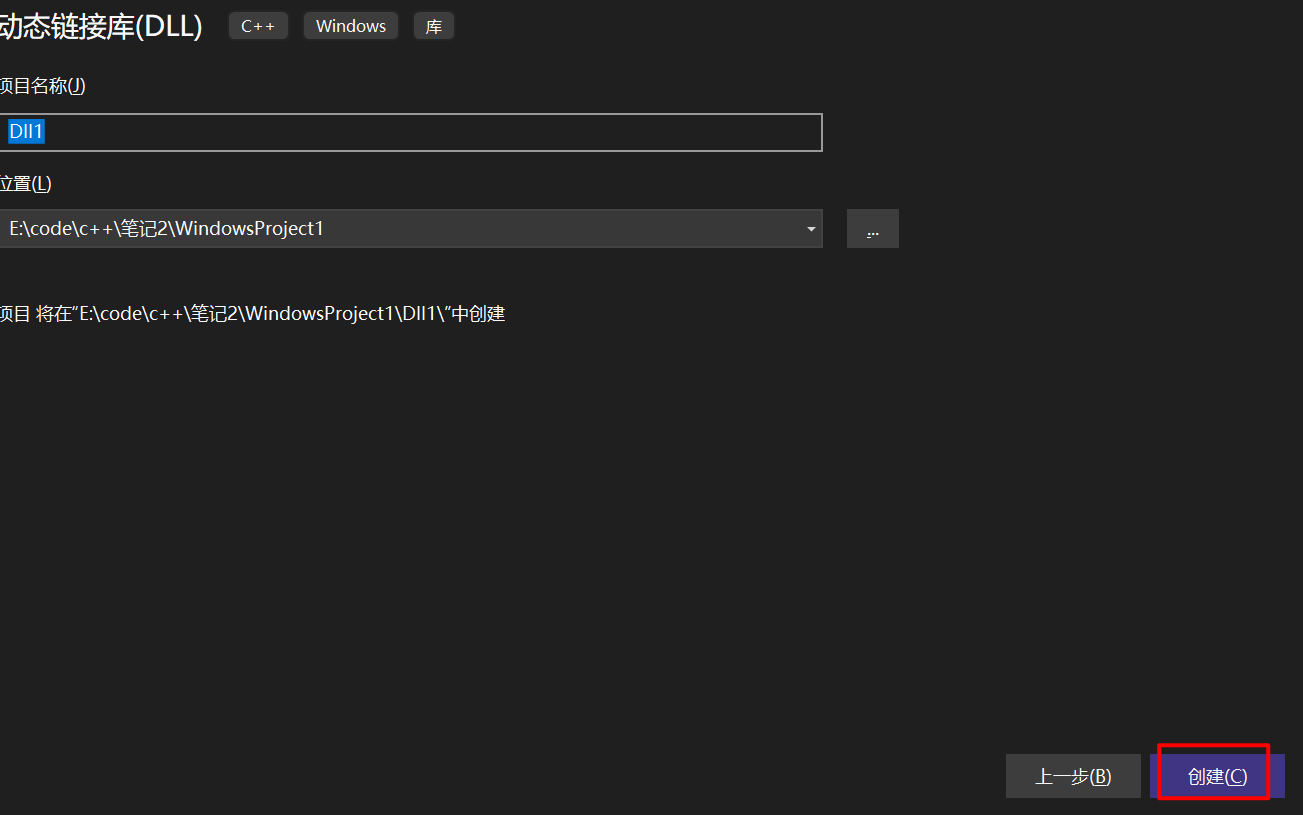 动态链接库(DLL) C++ Windows 库
项目名称(J)
Dll1
位置(L)
E:\code\c++\笔记2\WindowsProject1
...
项目 将在“E:\code\c++\笔记2\WindowsProject1\Dll1\”中创建
上一步(B) 创建(C)